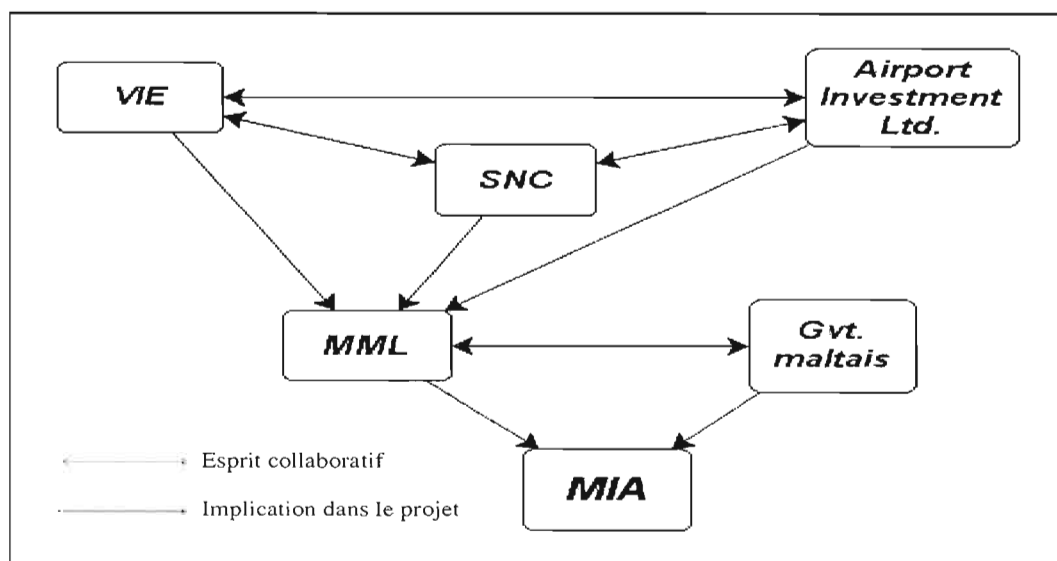 VIE
Airport
Investment
Ltd.
SNC
MML
Gvt.
maltais
MIA
Esprit collaboratif
Implication dans le projet